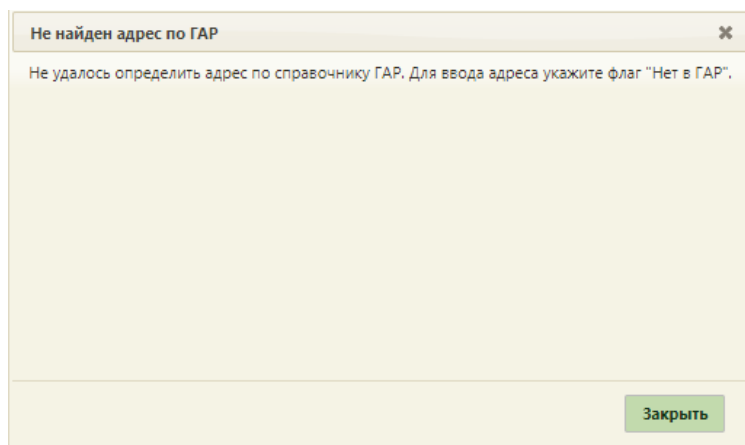 Не найден адрес по ГАР
Не удалось определить адрес по справочнику ГАР. Для ввода адреса укажите флаг "Нет в ГАР".
Закрыть